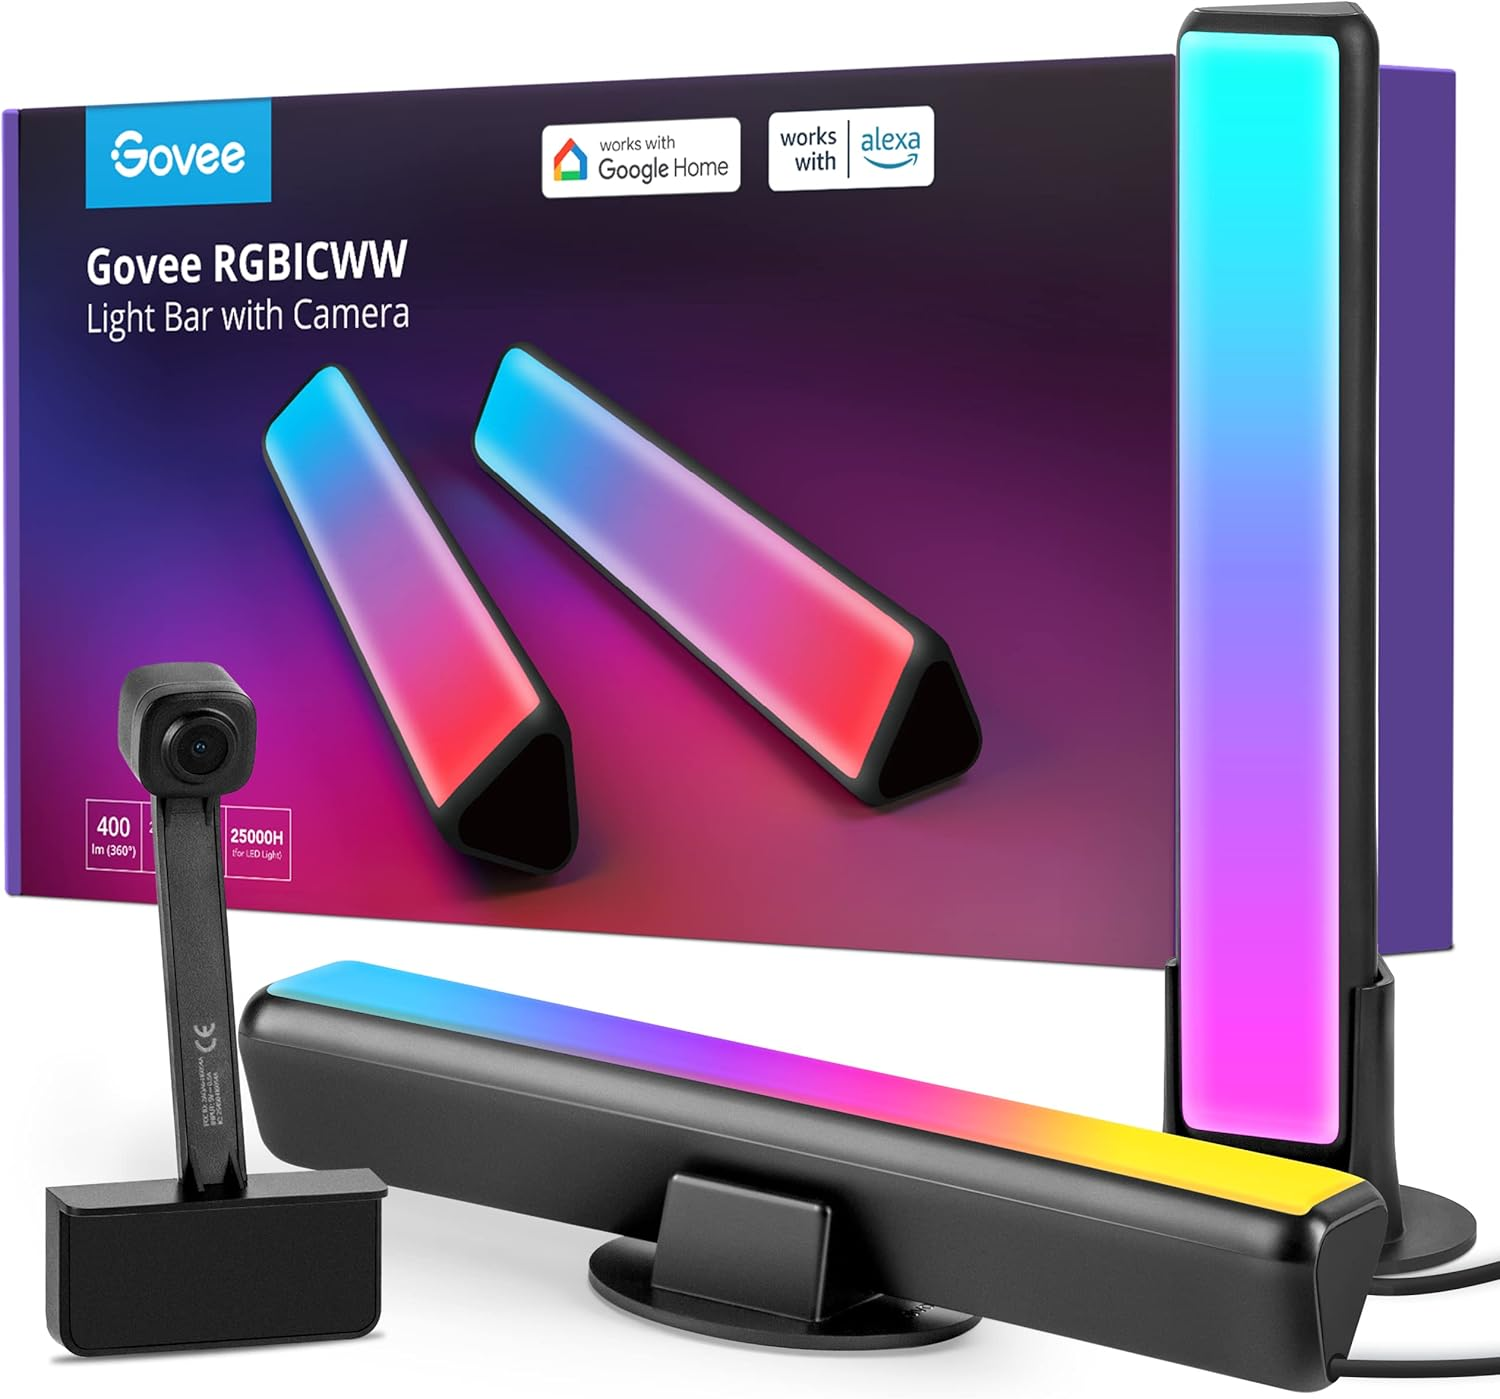 Govee
works with
Google Home
works
with
alexa
Govee RGBICWW
Light Bar with Camera
400
lm (360°)
25000H
(for LED Light)
CE